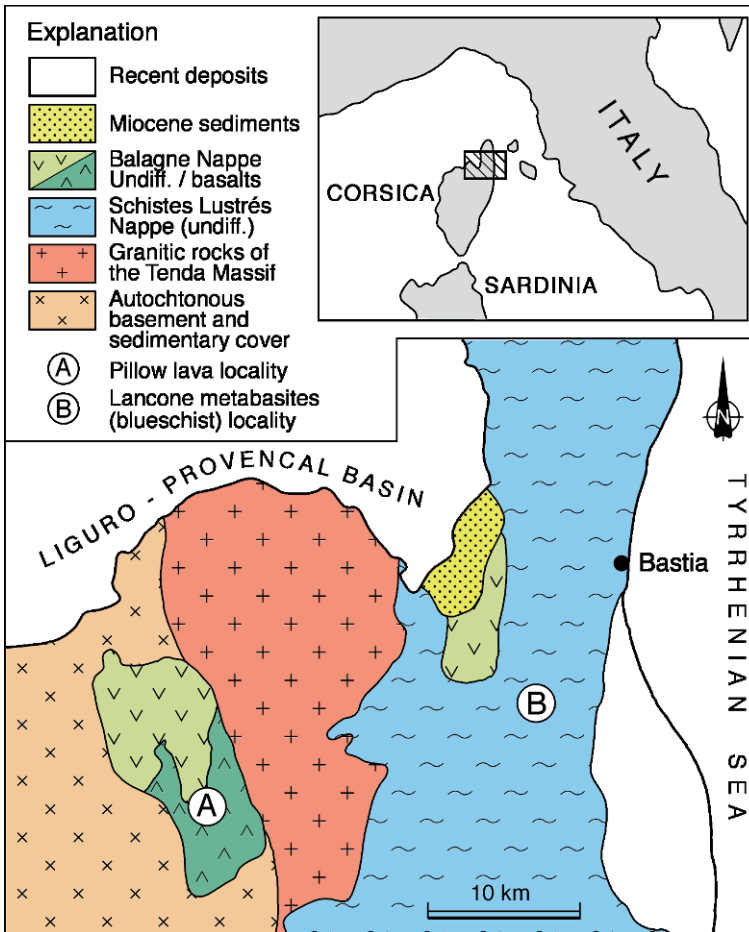 Explanation
Recent deposits
Miocene sediments
Balagne Nappe
Undiff. / basalts
Schistes Lustrés
Nappe (undiff.)
Granitic rocks of
the Tenda Massif
Autochtonous
basement and
sedimentary cover
A Pillow lava locality
B Lancone metabasites
(blueschist) locality
ITALY
CORSICA
SARDINIA
N
LIGURO - PROVENCAL BASIN
TYRRHENIAN SEA
Bastia
B
A
10 km